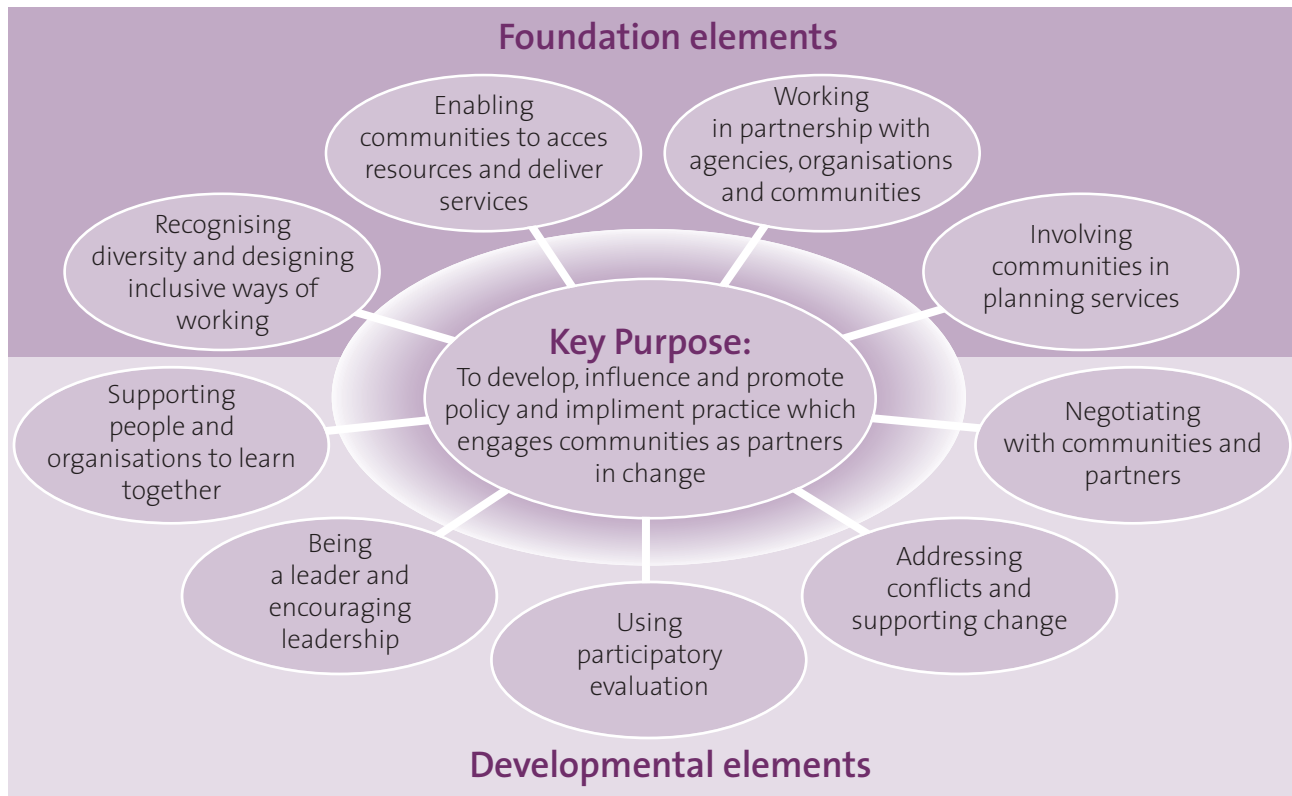 Foundation elements
Enabling
communities to acces
resources and deliver
services
Working
in partnership with
agencies, organisations
and communities
Recognising
diversity and designing
inclusive ways of
working
Involving
communities in
planning services
Key Purpose:
To develop, influence and promote
policy and impliment practice which
engages communities as partners
in change
Supporting
people and
organisations to learn
together
Negotiating
with communities and
partners
Being
a leader and
encouraging
leadership
Addressing
conflicts and
supporting change
Using
participatory
evaluation
Developmental elements